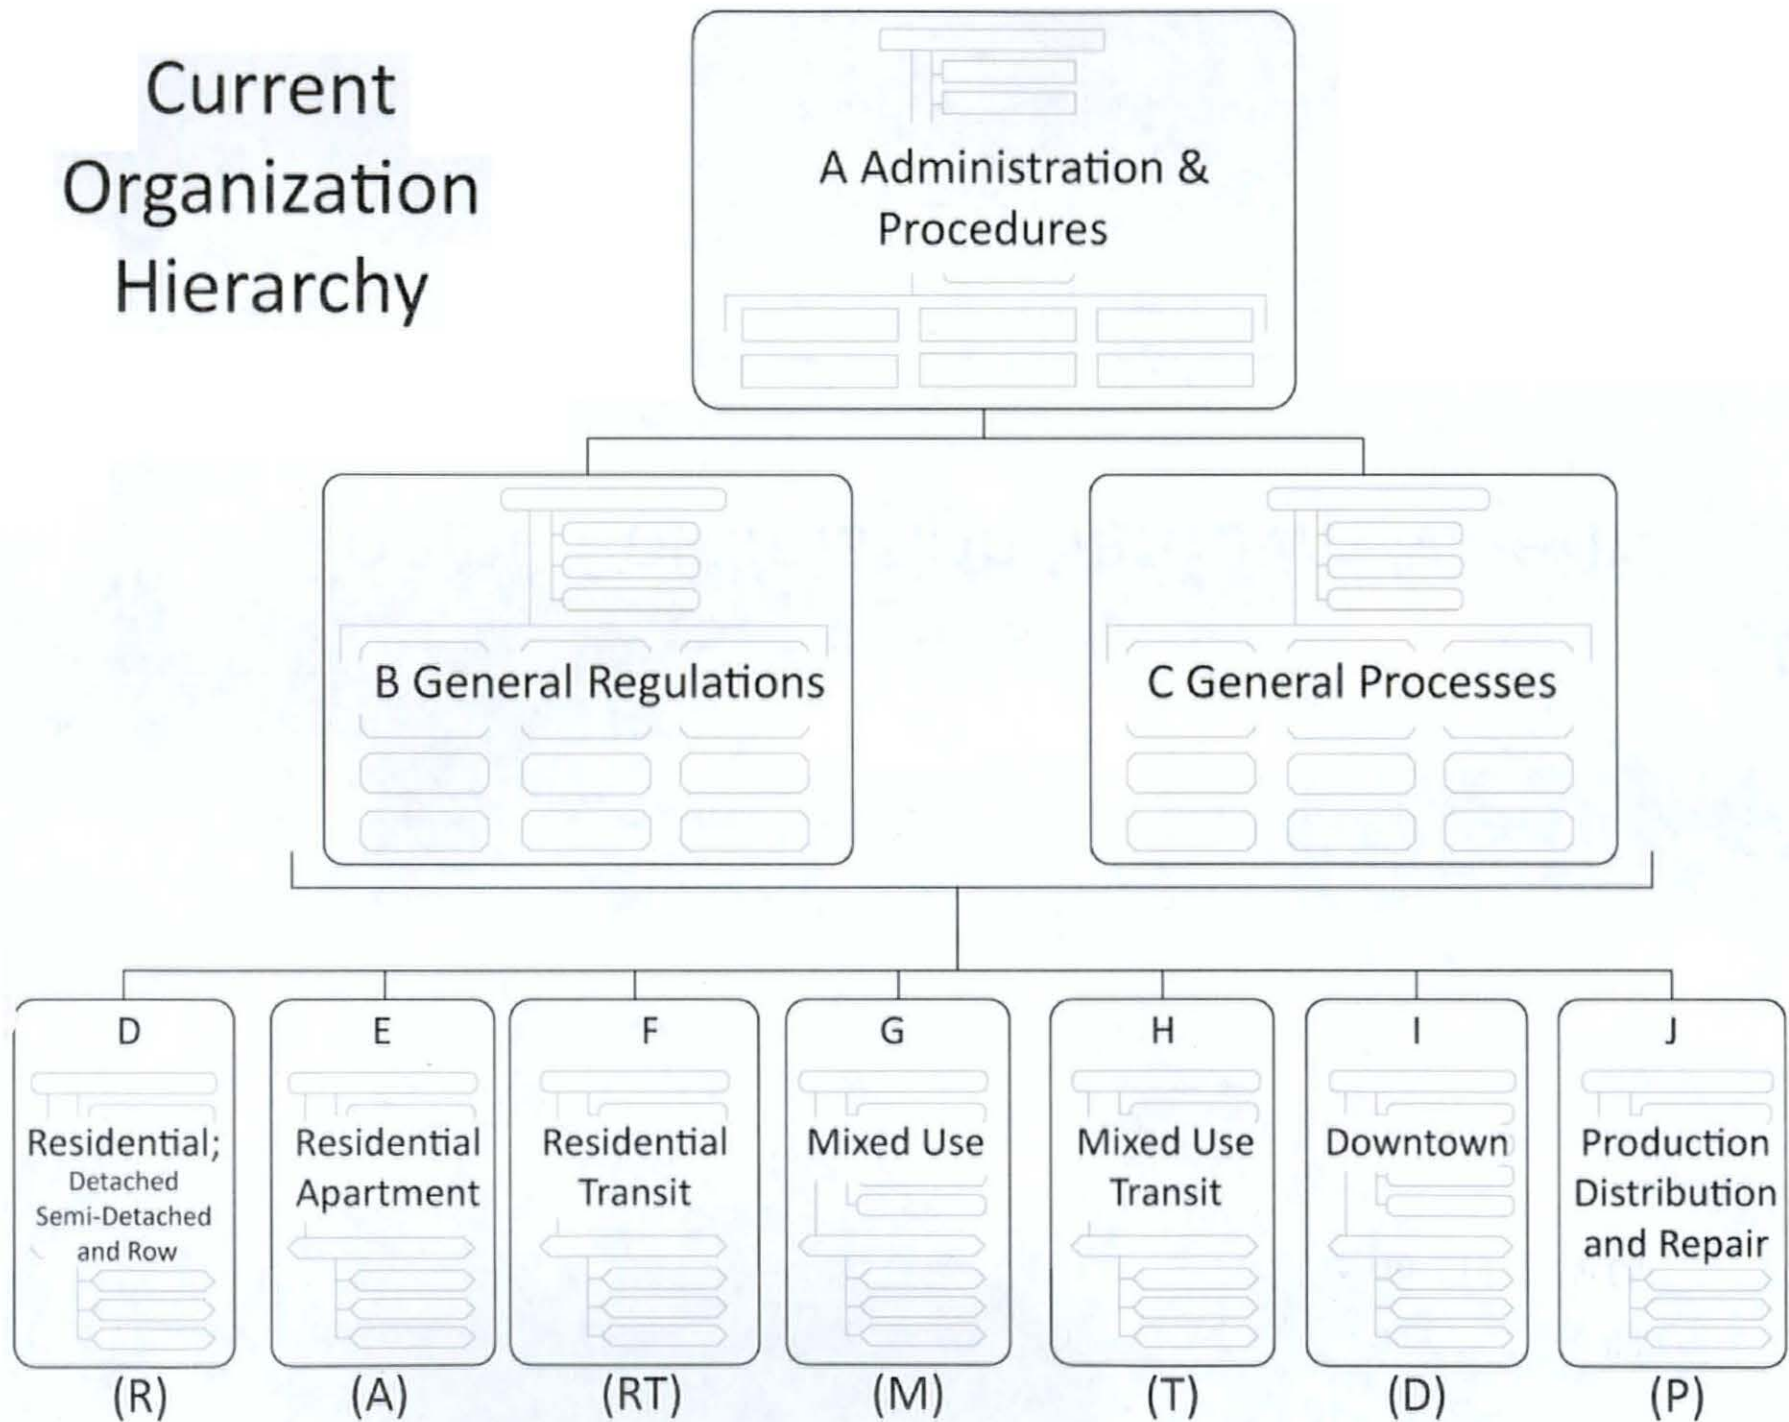 Current
Organization
Hierarchy
A Administration &
Procedures
B General Regulations
C General Processes
D
Residential;
Detached
Semi-Detached
and Row
(R)
E
Residential
Apartment
(A)
F
Residential
Transit
(RT)
G
Mixed Use
(M)
H
Mixed Use
Transit
(T)
I
Downtown
(D)
J
Production
Distribution
and Repair
(P)